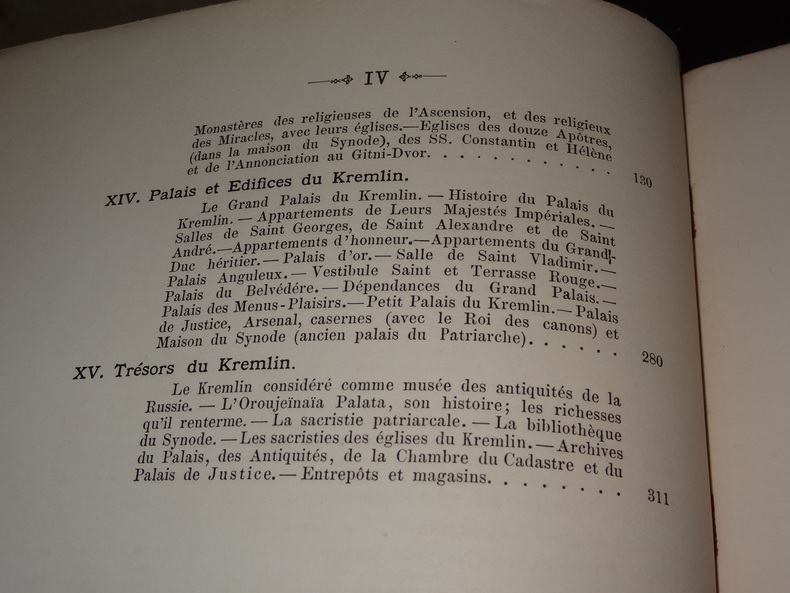 IV
Monastères des religieuses de l'Ascension, et des religieux
des Miracles, avec leurs églises.—Eglises des douze Apôtres,
(dans la maison du Synode), des SS. Constantin et Hélène
et de l'Annonciation au Gitni-Dvor. . . . . . . . . . . . 130
XIV. Palais et Edifices du Kremlin.
Le Grand Palais du Kremlin. — Histoire du Palais du
Kremlin. — Appartements de Leurs Majestés Impériales. —
Salles de Saint Georges, de Saint Alexandre et de Saint
André.—Appartements d'honneur.—Appartements du Grand-
Duc héritier.— Palais d'or.— Salle de Saint Vladimir.—
Palais Anguleux.— Vestibule Saint et Terrasse Rouge.—
Palais du Belvédére.— Dépendances du Grand Palais.—
Palais des Menus-Plaisirs.— Petit Palais du Kremlin.— Palais
de Justice, Arsenal, casernes (avec le Roi des canons) et
Maison du Synode (ancien palais du Patriarche). . . . . . 280
XV. Trésors du Kremlin.
Le Kremlin considéré comme musée des antiquités de la
Russie. — L'Oroujeïnaïa Palata, son histoire; les richesses
qu'il renterme. — La sacristie patriarcale. — La bibliothèque
du Synode. — Les sacristies des églises du Kremlin. — Archives
du Palais, des Antiquités, de la Chambre du Cadastre et du
Palais de Justice. — Entrepôts et magasins. . . . . . . . 311